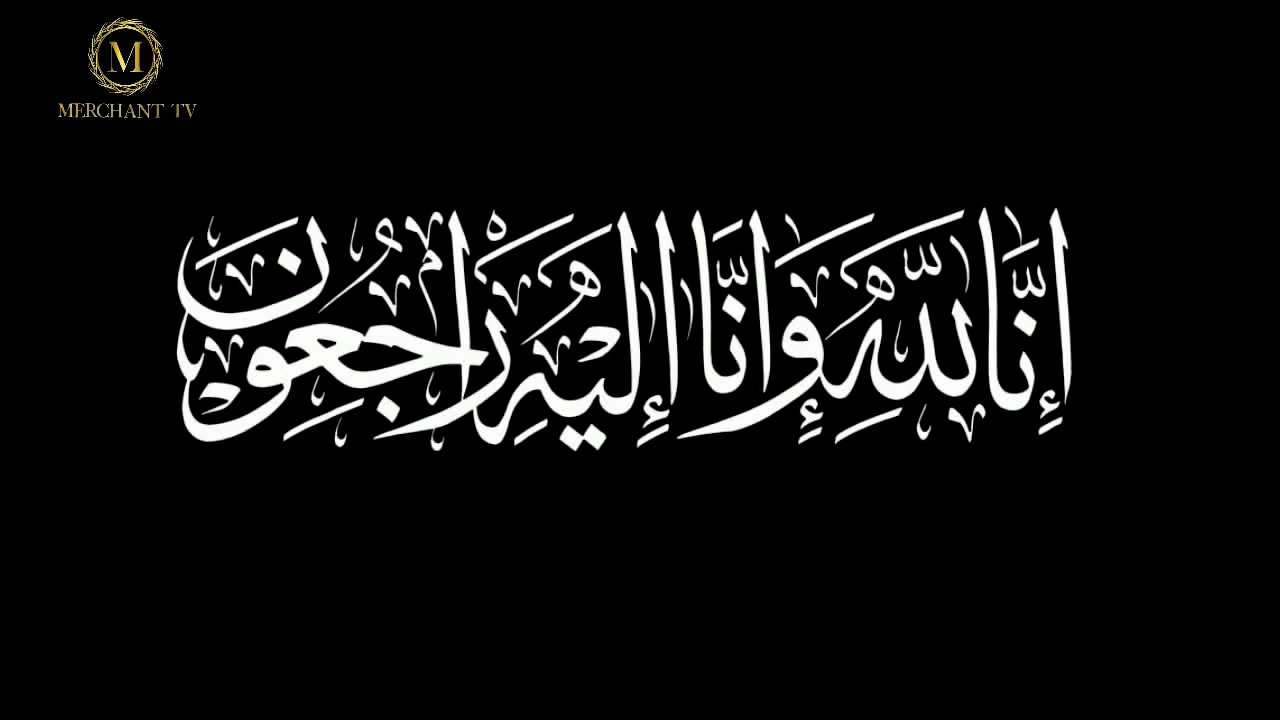 M
MERCHANT TV
إِنَّا لِلَّهِ وَإِنَّا إِلَيْهِ رَاجِعُونَ